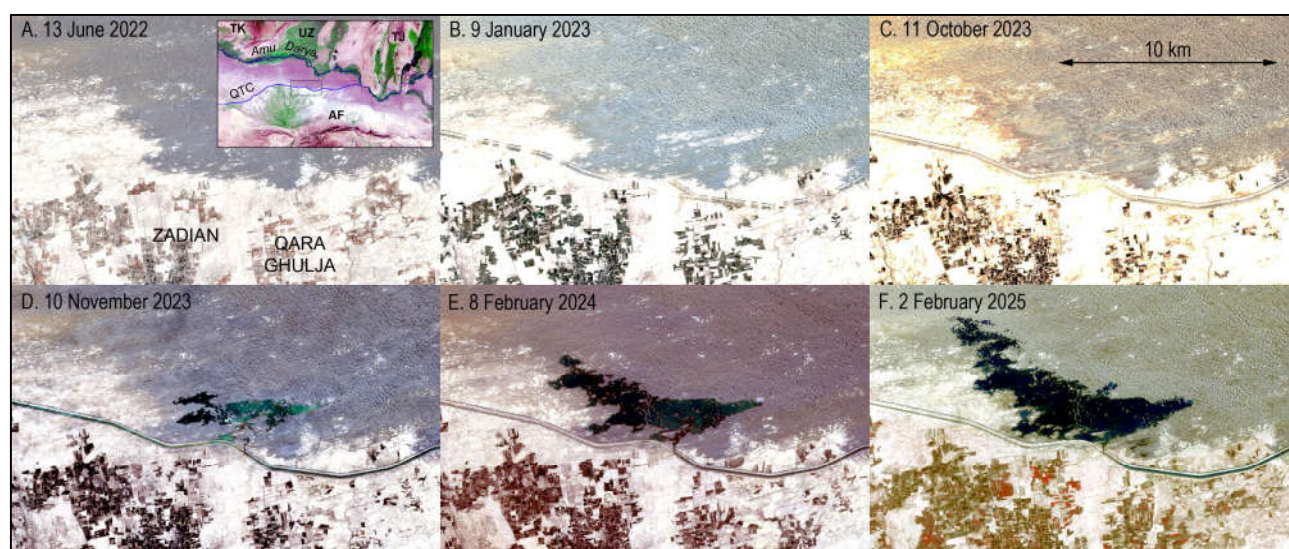 A. 13 June 2022
TK
UZ
TJ
Amu Darya
QTC
AF
ZADIAN
QARA
GHULJA
B. 9 January 2023
C. 11 October 2023
10 km
D. 10 November 2023
E. 8 February 2024
F. 2 February 2025